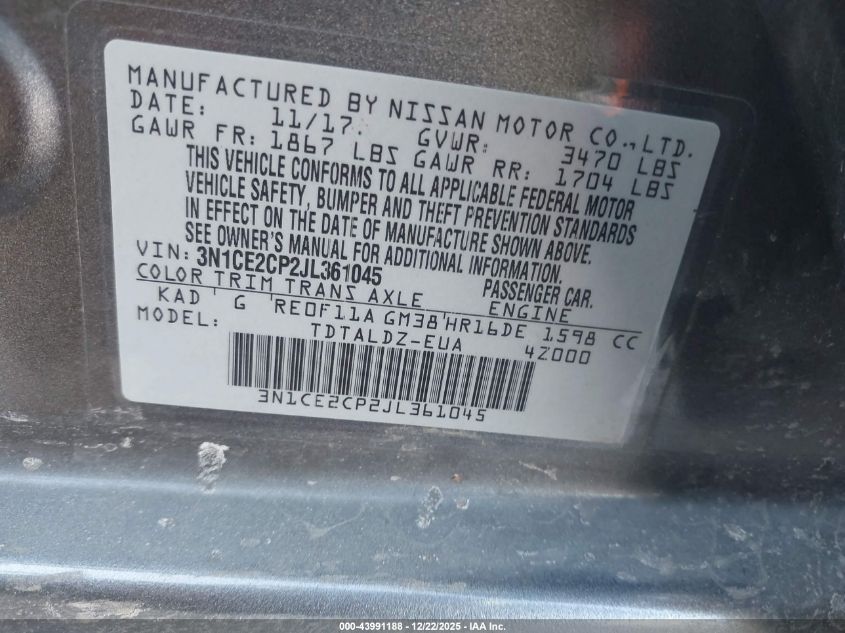 MANUFACTURED BY NISSAN MOTOR CO.,LTD.
DATE: 11/17 GVWR: 3470 LBS
GAWR FR: 1867 LBS GAWR RR: 1704 LBS
THIS VEHICLE CONFORMS TO ALL APPLICABLE FEDERAL MOTOR
VEHICLE SAFETY, BUMPER AND THEFT PREVENTION STANDARDS
IN EFFECT ON THE DATE OF MANUFACTURE SHOWN ABOVE.
SEE OWNER'S MANUAL FOR ADDITIONAL INFORMATION.
VIN: 3N1CE2CP2JL361045 PASSENGER CAR.
COLOR TRIM TRANS AXLE ENGINE
KAD G RE0F11A GM38 HR16DE 1598 CC
MODEL: TDTALDZ-EUA 4Z000
3N1CE2CP2JL361045
000-43991188 - 12/22/2025 - IAA Inc.